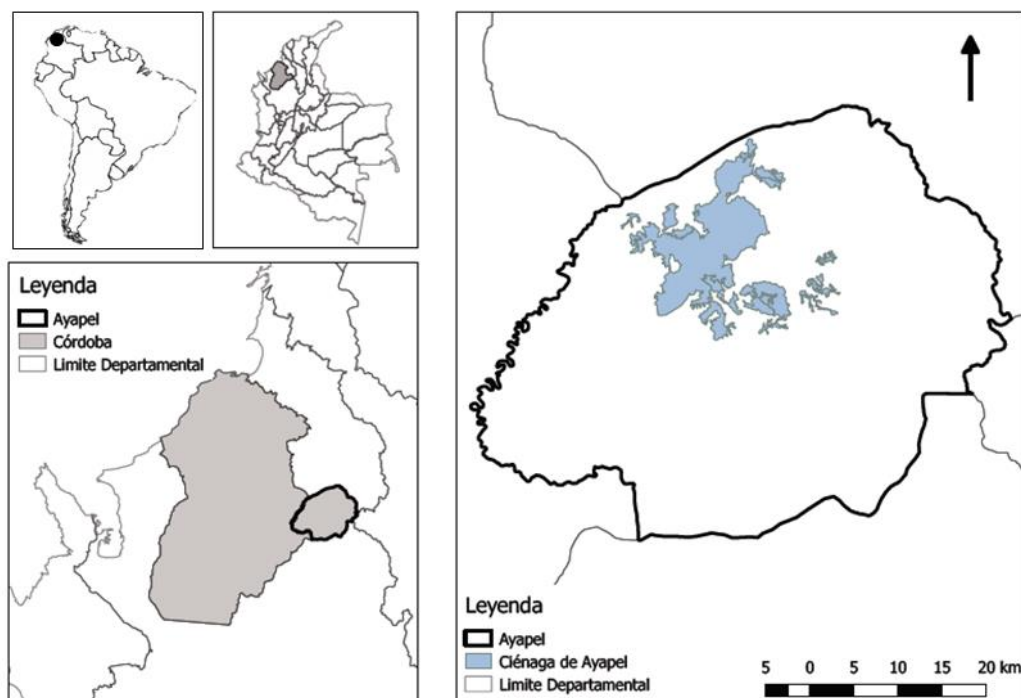 Leyenda
Ayapel
Córdoba
Limite Departamental
Leyenda
Ayapel
Ciénaga de Ayapel
Limite Departamental
5 0 5 10 15 20 km